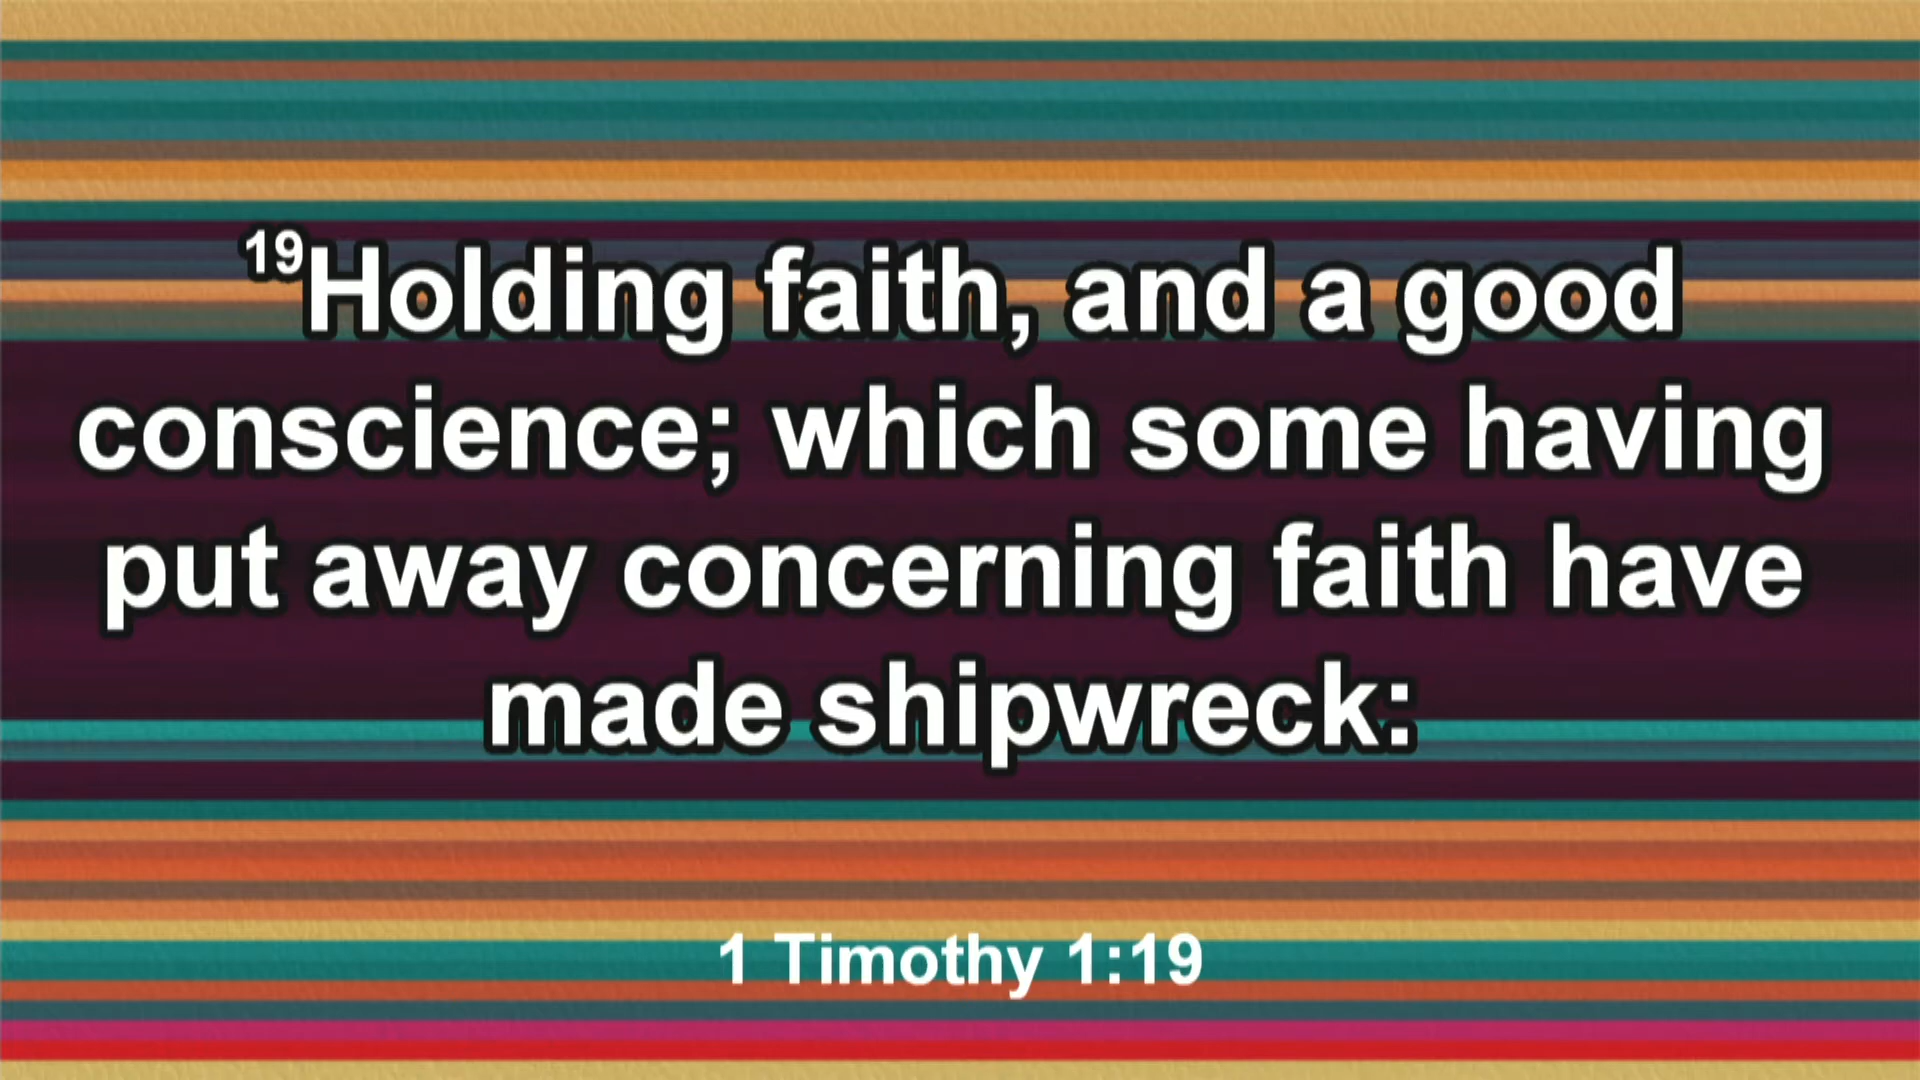 19Holding faith, and a good
conscience; which some having
put away concerning faith have
made shipwreck:
1 Timothy 1:19